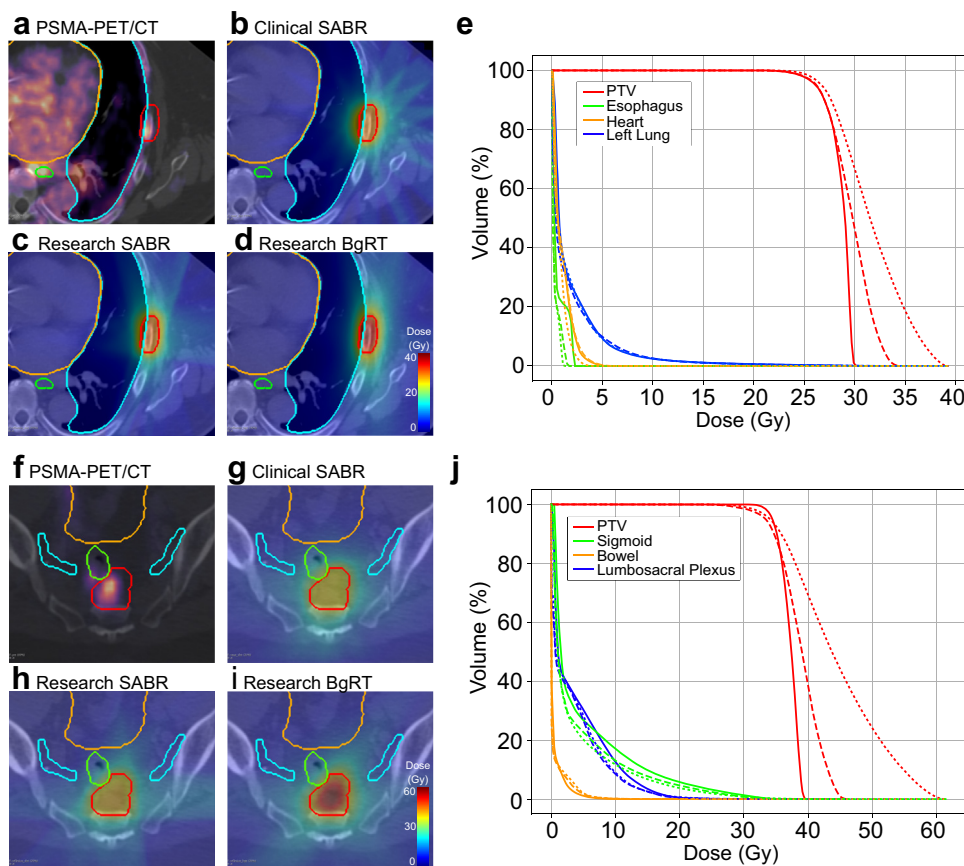 a PSMA-PET/CT
b Clinical SABR
c Research SABR
d Research BgRT
Dose
(Gy)
40
20
0
e
100
80
60
40
20
0
Volume (%)
PTV
Esophagus
Heart
Left Lung
0 5 10 15 20 25 30 35 40
Dose (Gy)
f PSMA-PET/CT
g Clinical SABR
h Research SABR
i Research BgRT
Dose
(Gy)
60
30
0
j
100
80
60
40
20
0
Volume (%)
PTV
Sigmoid
Bowel
Lumbosacral Plexus
0 10 20 30 40 50 60
Dose (Gy)